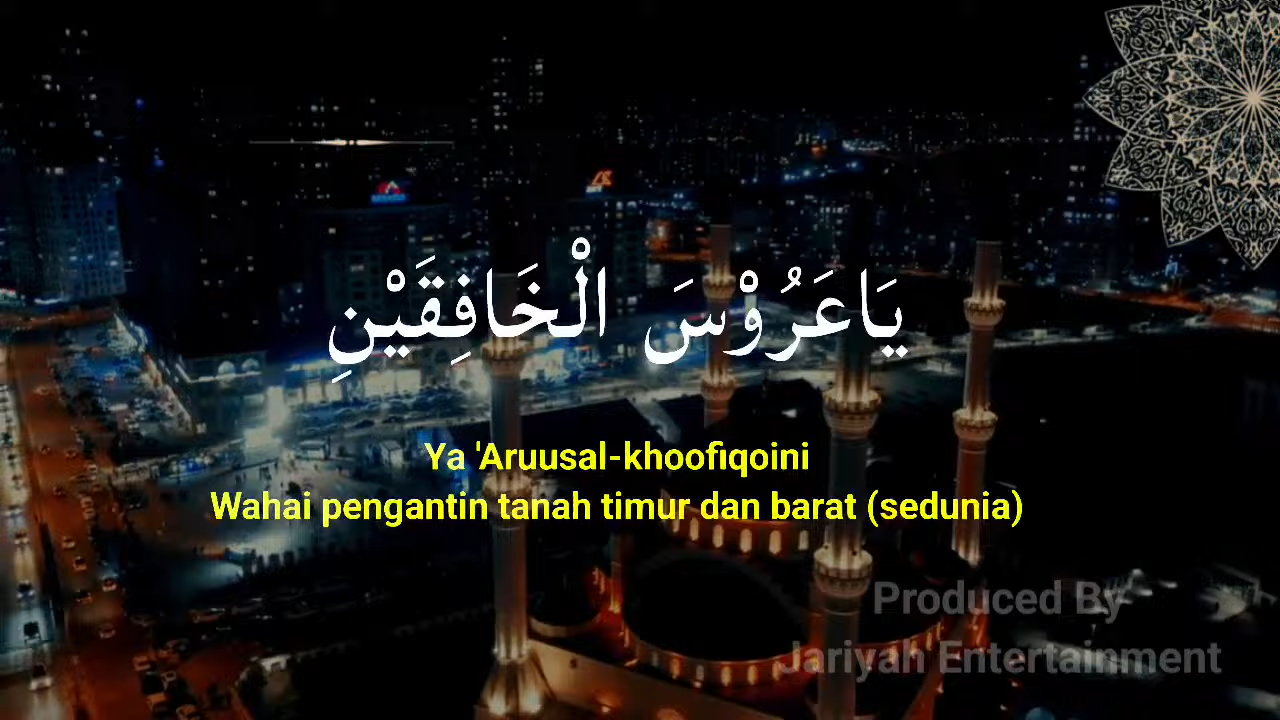 يَاعَرُوْسَ الْخَافِقَيْنِ
Ya 'Aruusal-khoofiqoini
Wahai pengantin tanah timur dan barat (sedunia)
Produced By
Jariyah Entertainment